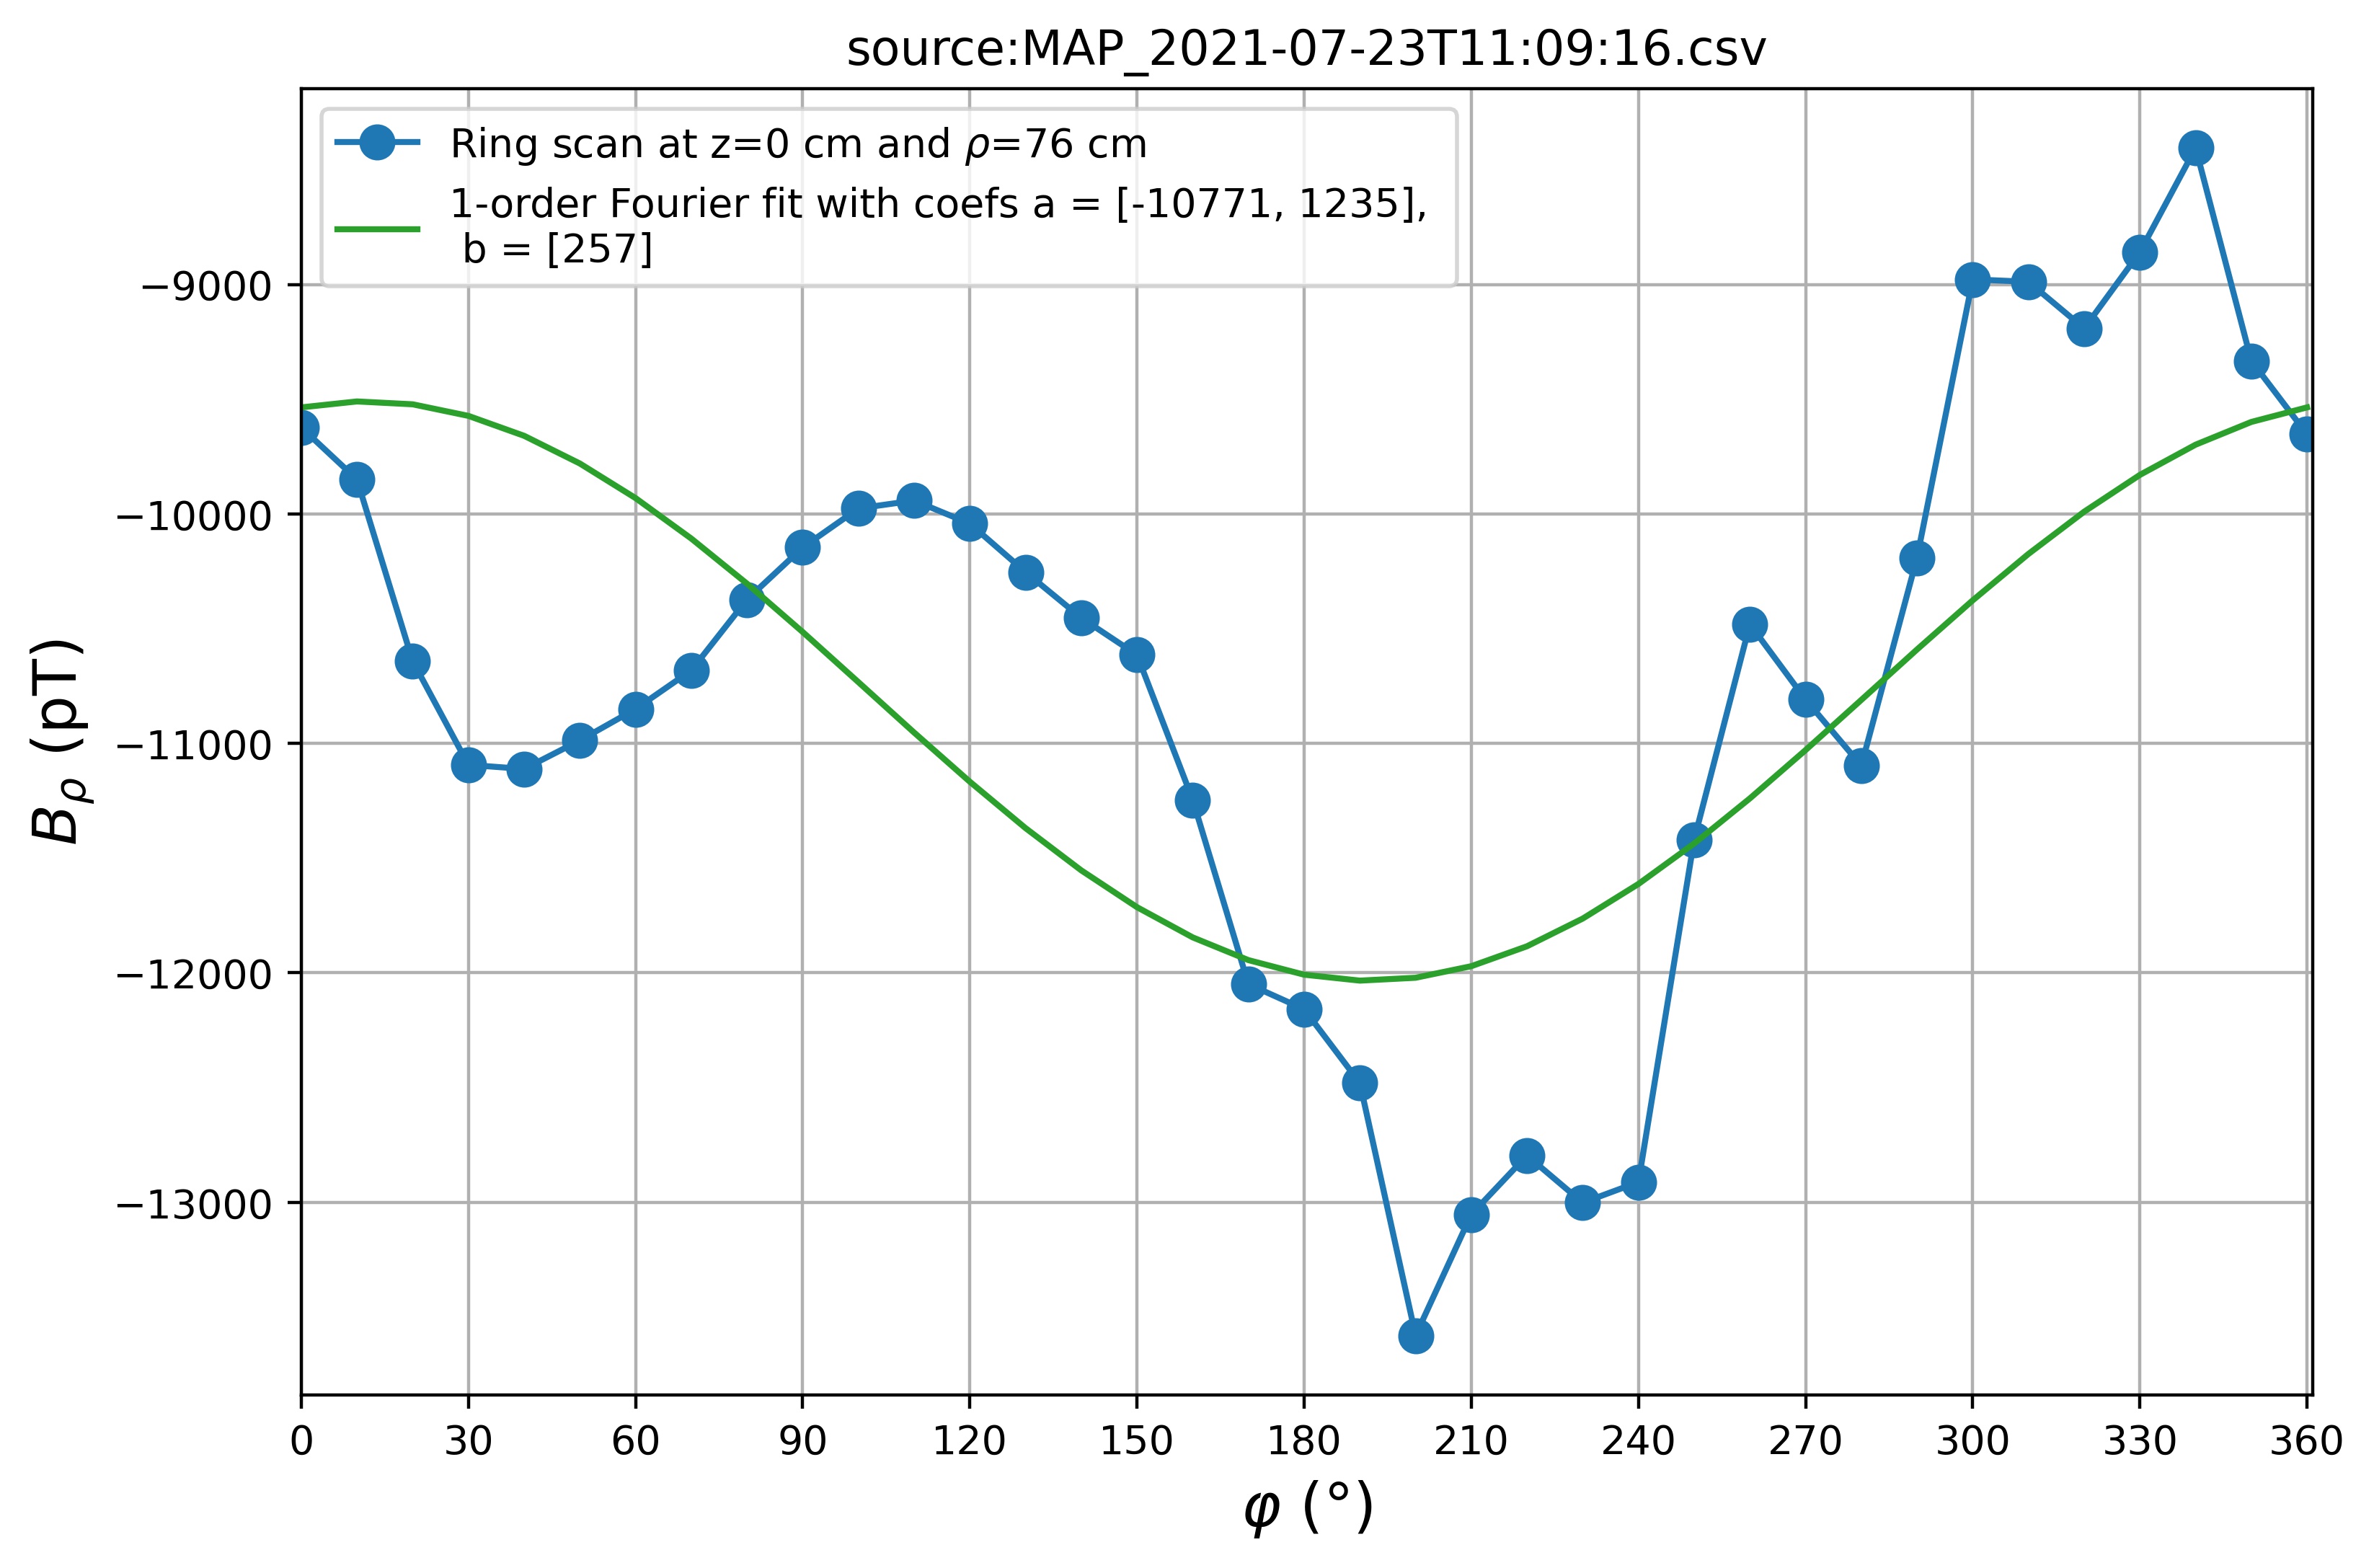 source:MAP_2021-07-23T11:09:16.csv
Ring scan at z=0 cm and ρ=76 cm
1-order Fourier fit with coefs a = [-10771, 1235],
b = [257]
−9000
−10000
−11000
−12000
−13000
Bρ (pT)
0 30 60 90 120 150 180 210 240 270 300 330 360
φ (°)